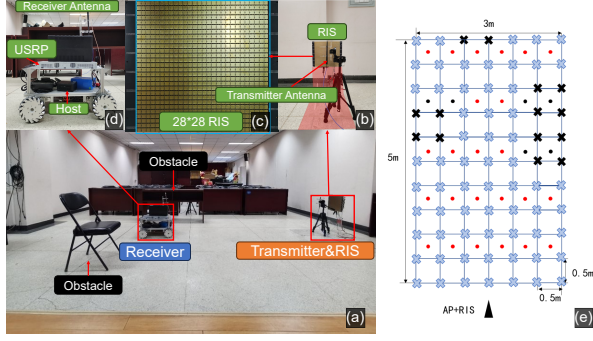 Receiver Antenna
USRP
Host
(d)
28*28 RIS
(c)
RIS
Transmitter Antenna
(b)
Obstacle
Receiver
Transmitter&RIS
Obstacle
(a)
3m
5m
0.5m
0.5m
AP+RIS
(e)